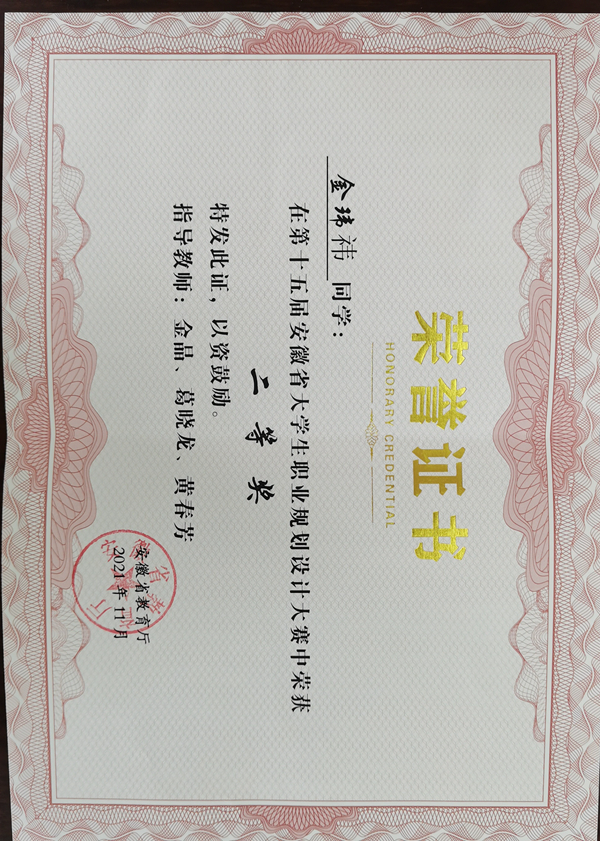 荣誉证书
HONORARY CREDENTIAL
金玮祎 同学：
在第十五届安徽省大学生职业规划设计大赛中荣获
二等奖
特发此证，以资鼓励。
指导教师：金晶、葛晓龙、黄春芳
安徽省教育厅
2021年11月